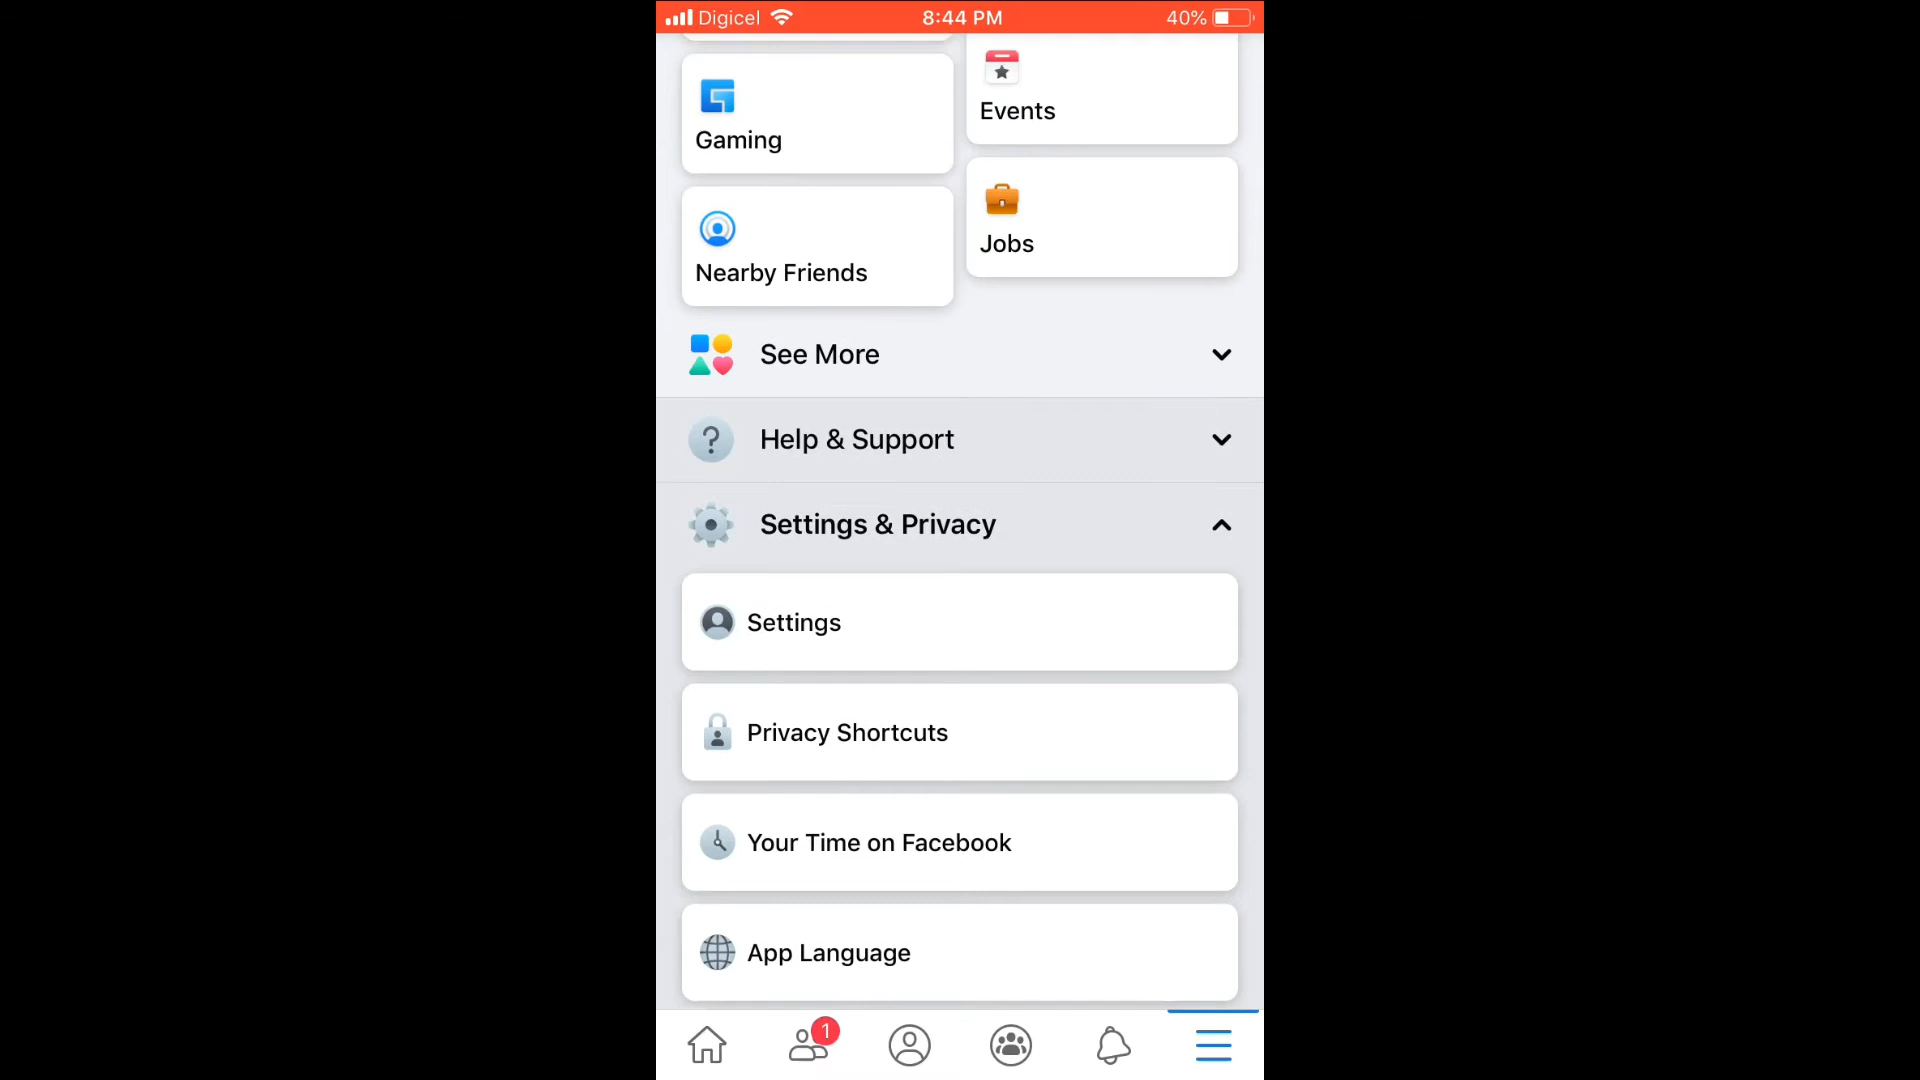 Digicel 8:44 PM 40%
Events
Gaming
Jobs
Nearby Friends
See More
Help & Support
Settings & Privacy
Settings
Privacy Shortcuts
Your Time on Facebook
App Language
1